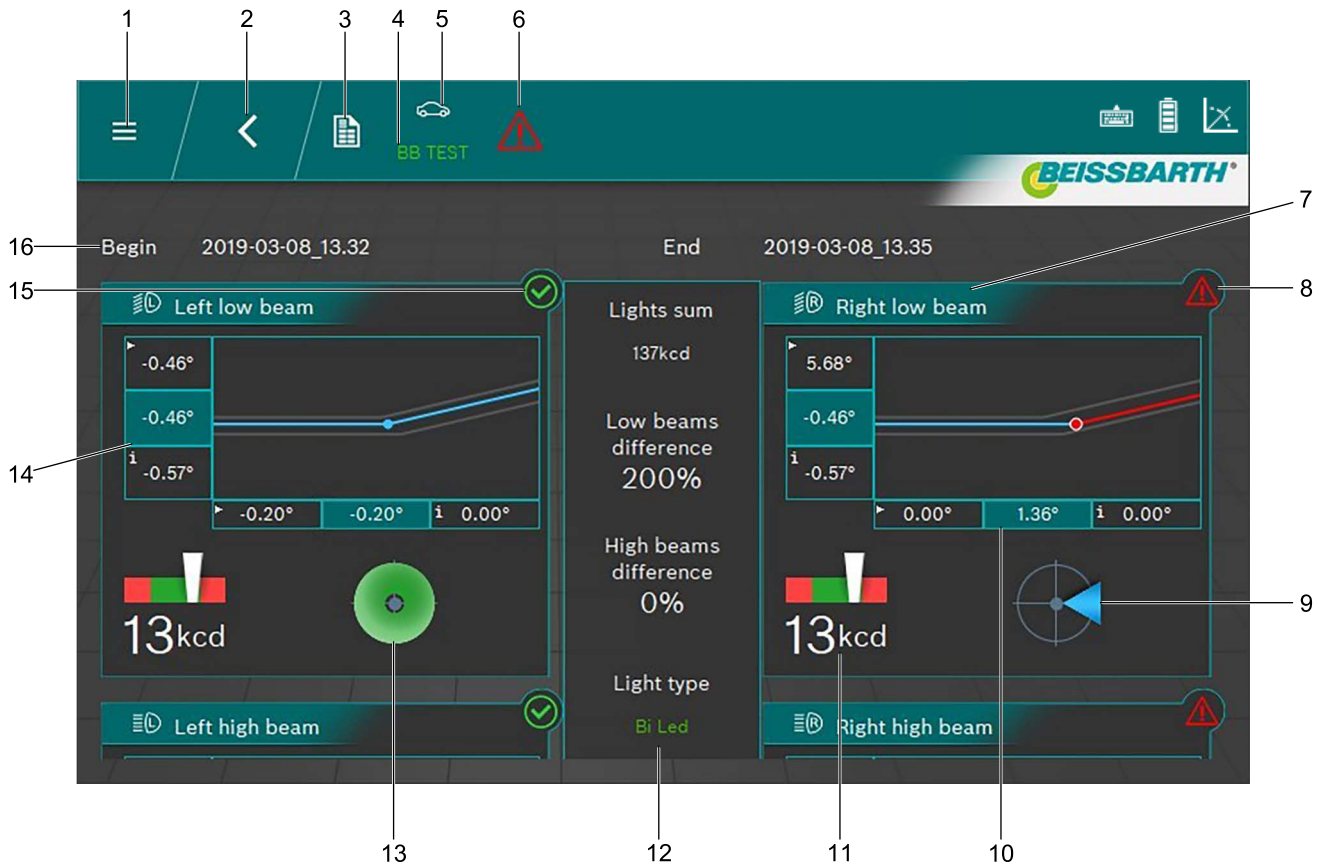 1 2 3 4 5 6
BB TEST
BEISSBARTH
7
16 Begin 2019-03-08_13.32 End 2019-03-08_13.35
15 8
L Left low beam
Lights sum
R Right low beam
137kcd
-0.46°
5.68°
-0.46°
-0.46°
Low beams
difference
200%
14
i -0.57°
i -0.57°
-0.20° -0.20° i 0.00°
0.00° 1.36° i 0.00°
High beams
difference
0%
9
13kcd
13kcd
Light type
Bi Led
L Left high beam
R Right high beam
13 12 11 10